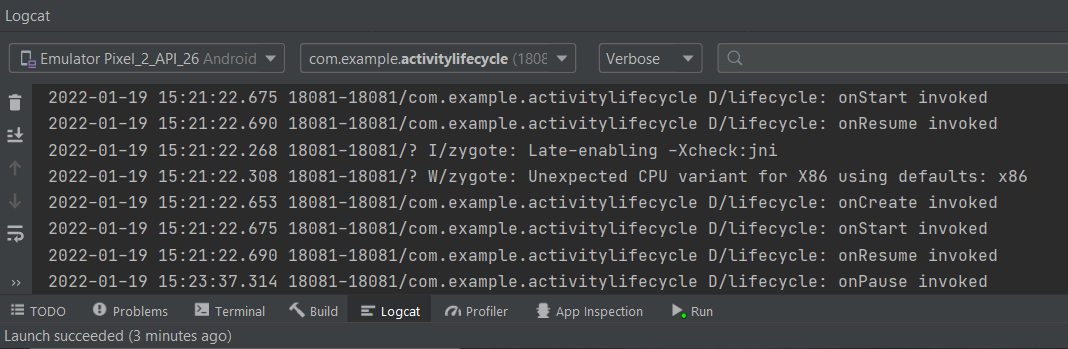 Logcat
Emulator Pixel_2_API_26 Android
com.example.activitylifecycle (1808
Verbose
2022-01-19 15:21:22.675 18081-18081/com.example.activitylifecycle D/lifecycle: onStart invoked
2022-01-19 15:21:22.690 18081-18081/com.example.activitylifecycle D/lifecycle: onResume invoked
2022-01-19 15:21:22.268 18081-18081/? I/zygote: Late-enabling -Xcheck:jni
2022-01-19 15:21:22.308 18081-18081/? W/zygote: Unexpected CPU variant for X86 using defaults: x86
2022-01-19 15:21:22.653 18081-18081/com.example.activitylifecycle D/lifecycle: onCreate invoked
2022-01-19 15:21:22.675 18081-18081/com.example.activitylifecycle D/lifecycle: onStart invoked
2022-01-19 15:21:22.690 18081-18081/com.example.activitylifecycle D/lifecycle: onResume invoked
2022-01-19 15:23:37.314 18081-18081/com.example.activitylifecycle D/lifecycle: onPause invoked
TODO Problems Terminal Build Logcat Profiler App Inspection Run
Launch succeeded (3 minutes ago)